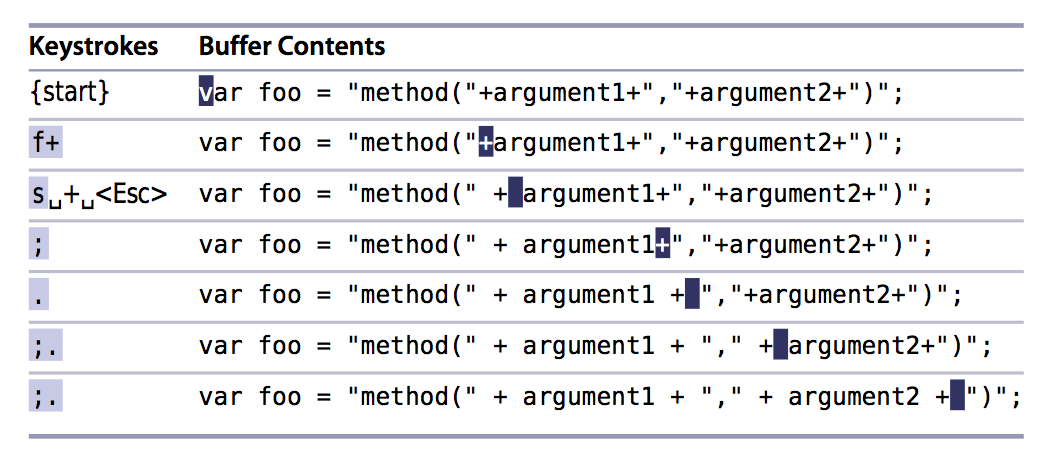 Keystrokes Buffer Contents
{start} var foo = "method("+argument1+","+argument2+")";
f+ var foo = "method("+argument1+","+argument2+")";
s␣+␣<Esc> var foo = "method(" + argument1+","+argument2+")";
; var foo = "method(" + argument1+","+argument2+")";
. var foo = "method(" + argument1 + ","+argument2+")";
;. var foo = "method(" + argument1 + "," + argument2+")";
;. var foo = "method(" + argument1 + "," + argument2 + ")";